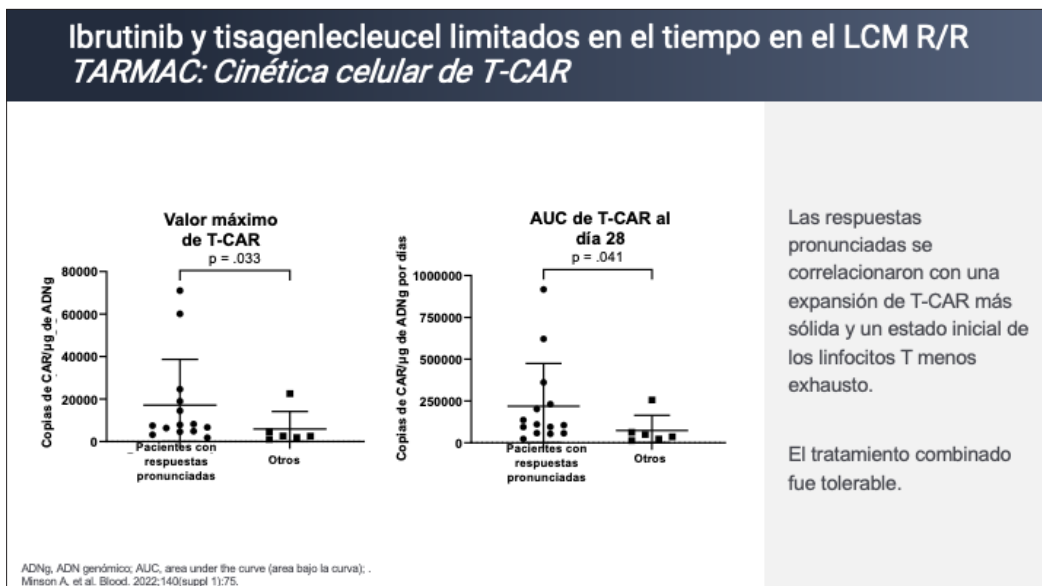 Ibrutinib y tisagenlecleucel limitados en el tiempo en el LCM R/R
TARMAC: Cinética celular de T-CAR
Valor máximo
de T-CAR
p = .033
Copias de CAR/µg de ADNg
80000
60000
40000
20000
0
Pacientes con
respuestas
pronunciadas
Otros
AUC de T-CAR al
día 28
p = .041
Copias de CAR/µg de ADNg por días
1000000
750000
500000
250000
0
Pacientes con
respuestas
pronunciadas
Otros
Las respuestas
pronunciadas se
correlacionaron con una
expansión de T-CAR más
sólida y un estado inicial de
los linfocitos T menos
exhausto.
El tratamiento combinado
fue tolerable.
ADNg, ADN genómico; AUC, area under the curve (area bajo la curva); .
Minson A, et al. Blood. 2022;140(suppl 1):75.